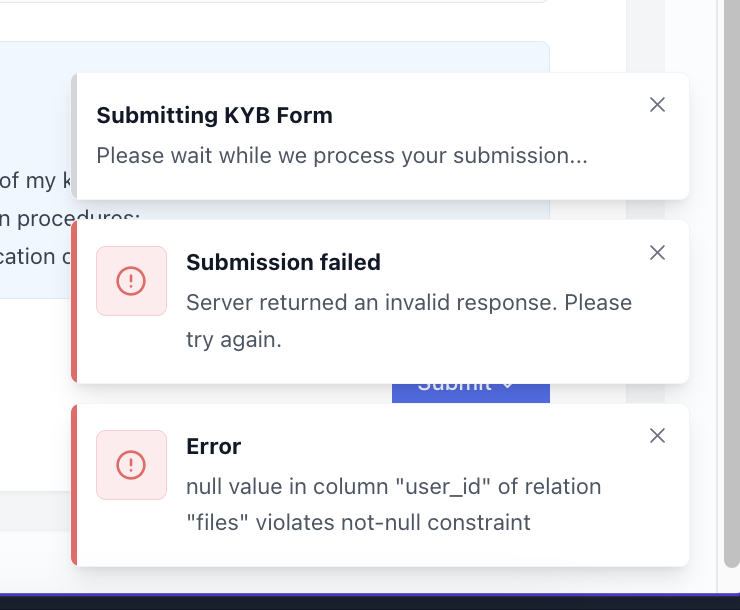 Submitting KYB Form
Please wait while we process your submission...
of my
n procedures:
cation
Submission failed
Server returned an invalid response. Please
try again.
Submit
Error
null value in column "user_id" of relation
"files" violates not-null constraint